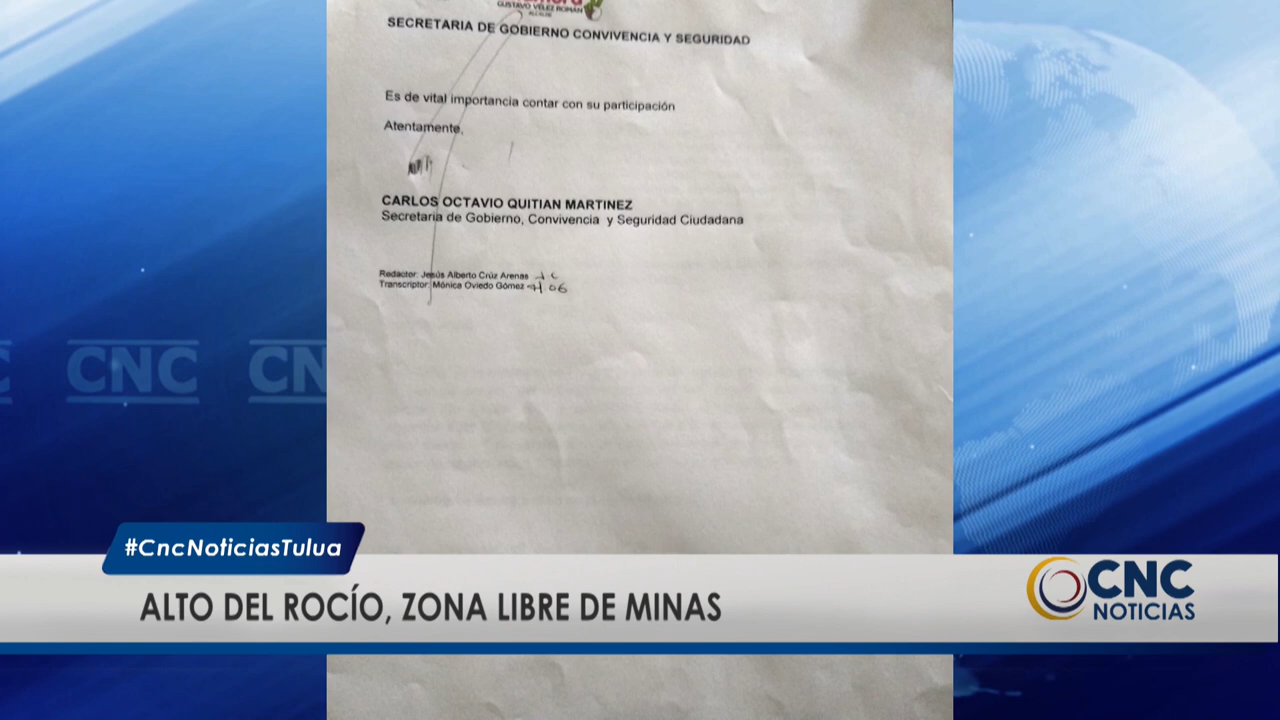 GUSTAVO VÉLEZ ROMÁN
ALCALDE
SECRETARIA DE GOBIERNO CONVIVENCIA Y SEGURIDAD
Es de vital importancia contar con su participación
Atentamente,
CARLOS OCTAVIO QUITIAN MARTINEZ
Secretaria de Gobierno, Convivencia y Seguridad Ciudadana
Redactor: Jesús Alberto Crúz Arenas
Transcriptor: Mónica Oviedo Gómez
CNC
#CncNoticiasTulua
ALTO DEL ROCÍO, ZONA LIBRE DE MINAS
CNC
NOTICIAS